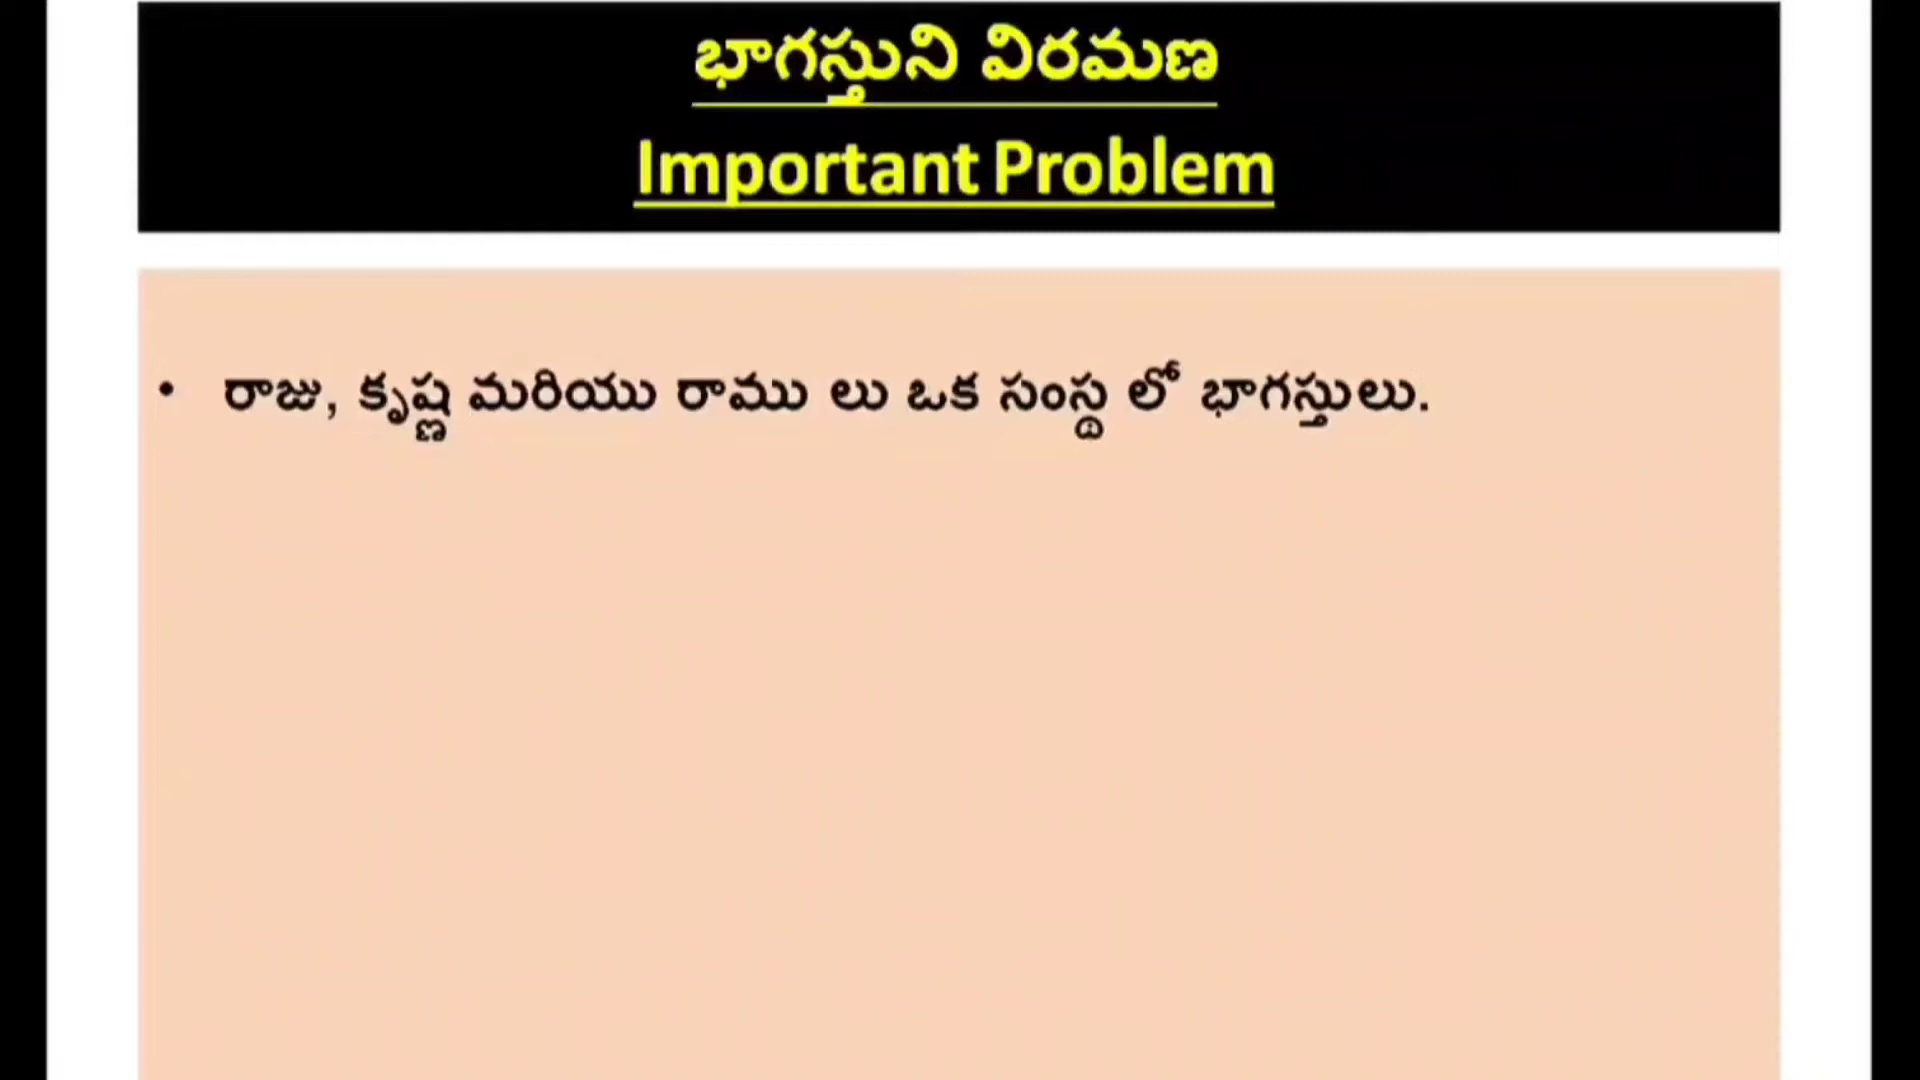 భాగస్తుని విరమణ
Important Problem
• రాజు, కృష్ణ మరియు రాము లు ఒక సంస్థ లో భాగస్తులు.